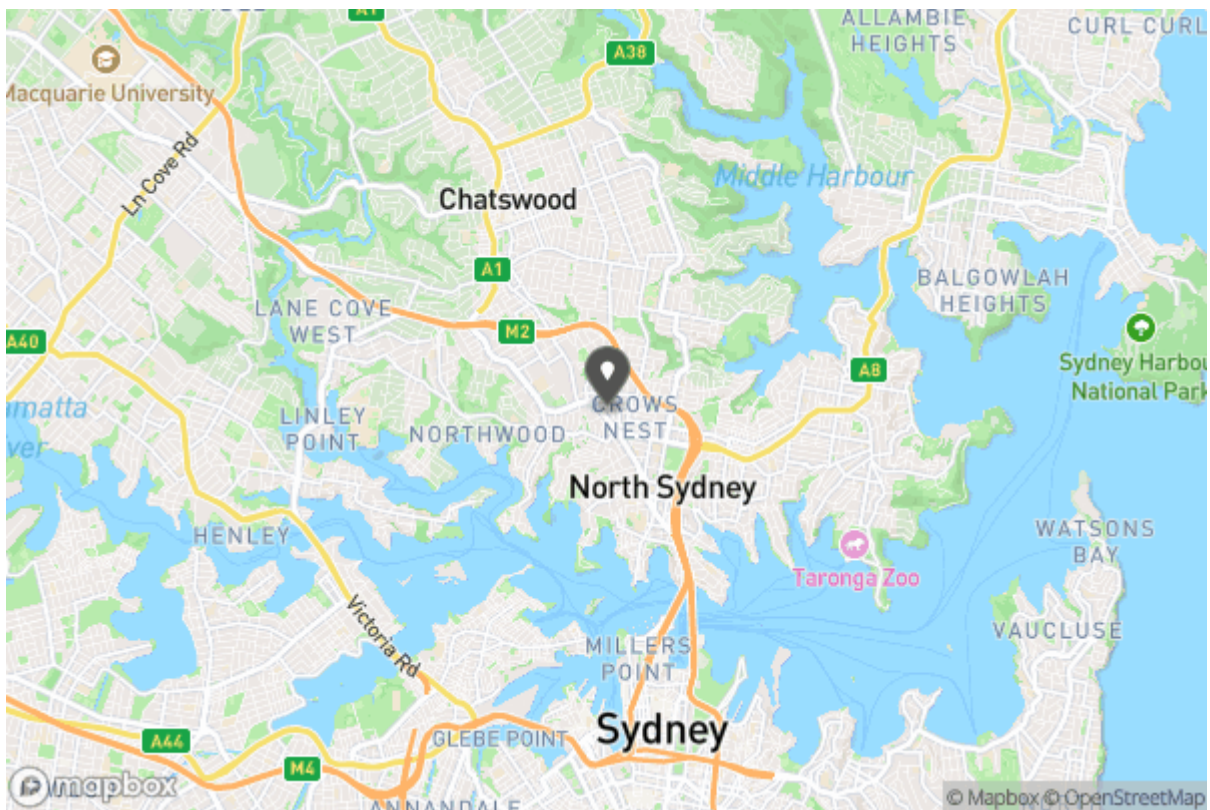 A1
A38
ALLAMBIE
HEIGHTS
CURL CURL
Macquarie University
Ln Cove Rd
Middle Harbour
Chatswood
A1
BALGOWLAH
HEIGHTS
LANE COVE
WEST
M2
A40
A8
Sydney Harbou
National Park
CROWS
NEST
LINLEY
POINT
NORTHWOOD
North Sydney
HENLEY
WATSONS
BAY
Taronga Zoo
Victoria Rd
VAUCLUSE
MILLERS
POINT
Sydney
GLEBE POINT
A44
M4
mapbox
ANNANDALE
© Mapbox © OpenStreetMap